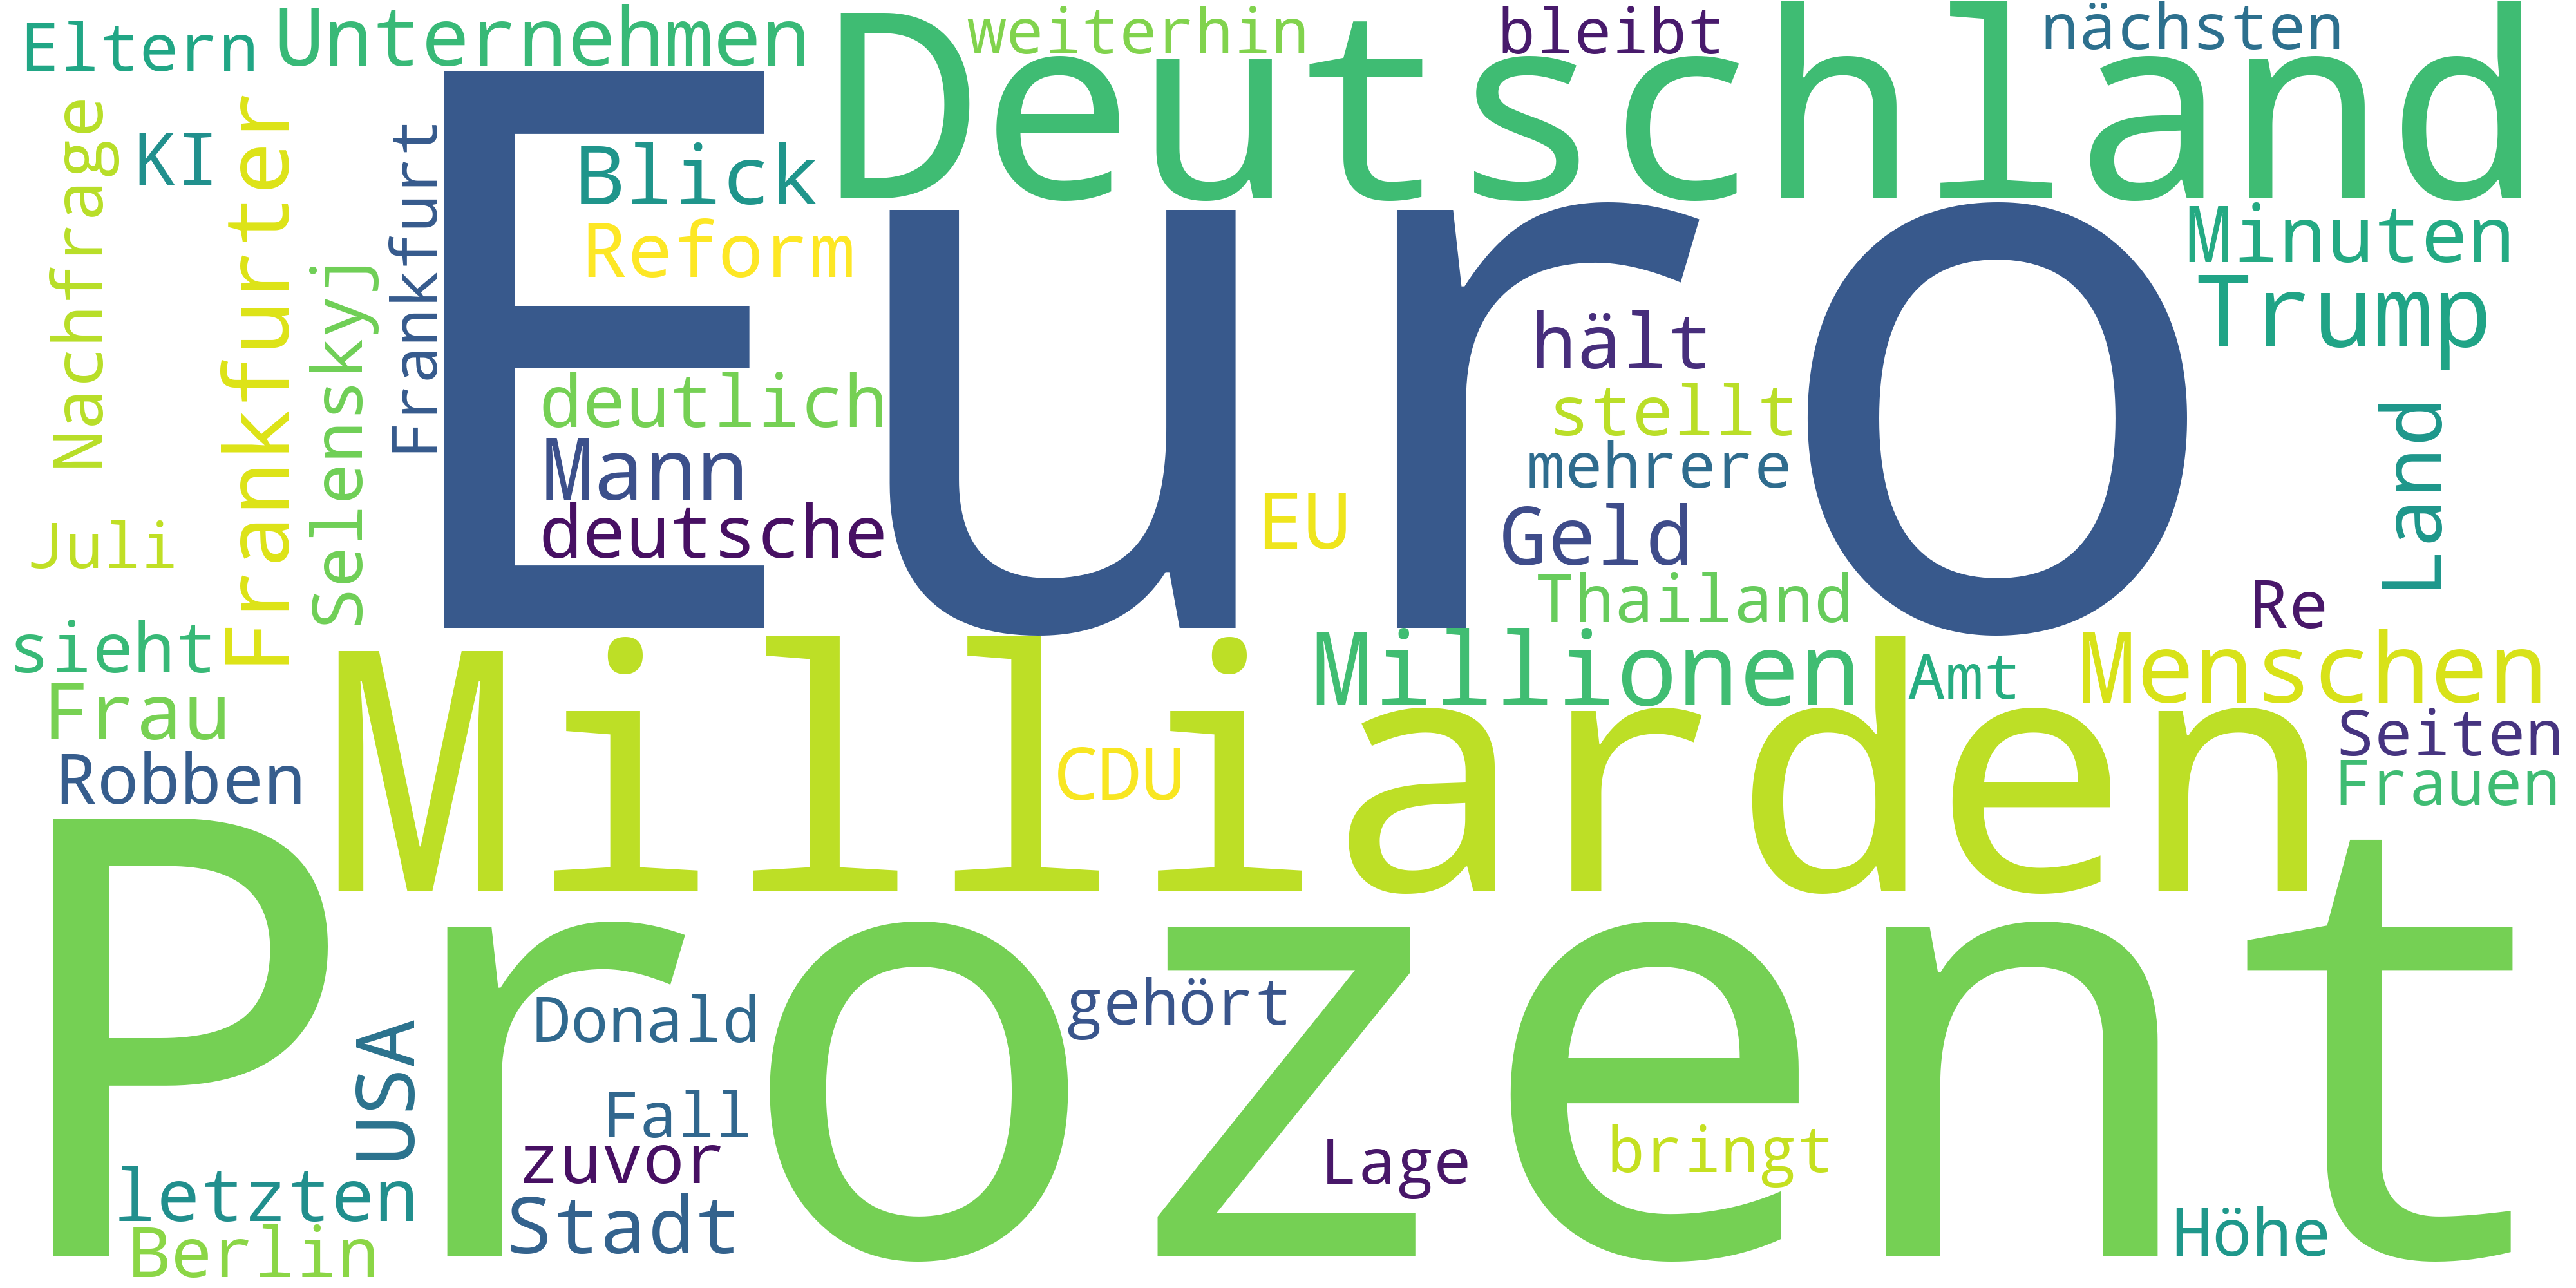 Eltern
Unternehmen
weiterhin
bleibt
nächsten
Deutschland
Nachfrage
KI
Frankfurter
Selenskyj
Frankfurt
Euro
Blick
Reform
Minuten
Trump
hält
deutlich
stellt
Mann
mehrere
deutsche
EU
Geld
Land
Juli
Thailand
Re
sieht
Milliarden
Millionen
Amt
Menschen
Frau
Seiten
Robben
CDU
Frauen
Prozent
USA
Donald
gehört
Fall
zuvor
Lage
bringt
letzten
Stadt
Berlin
Höhe